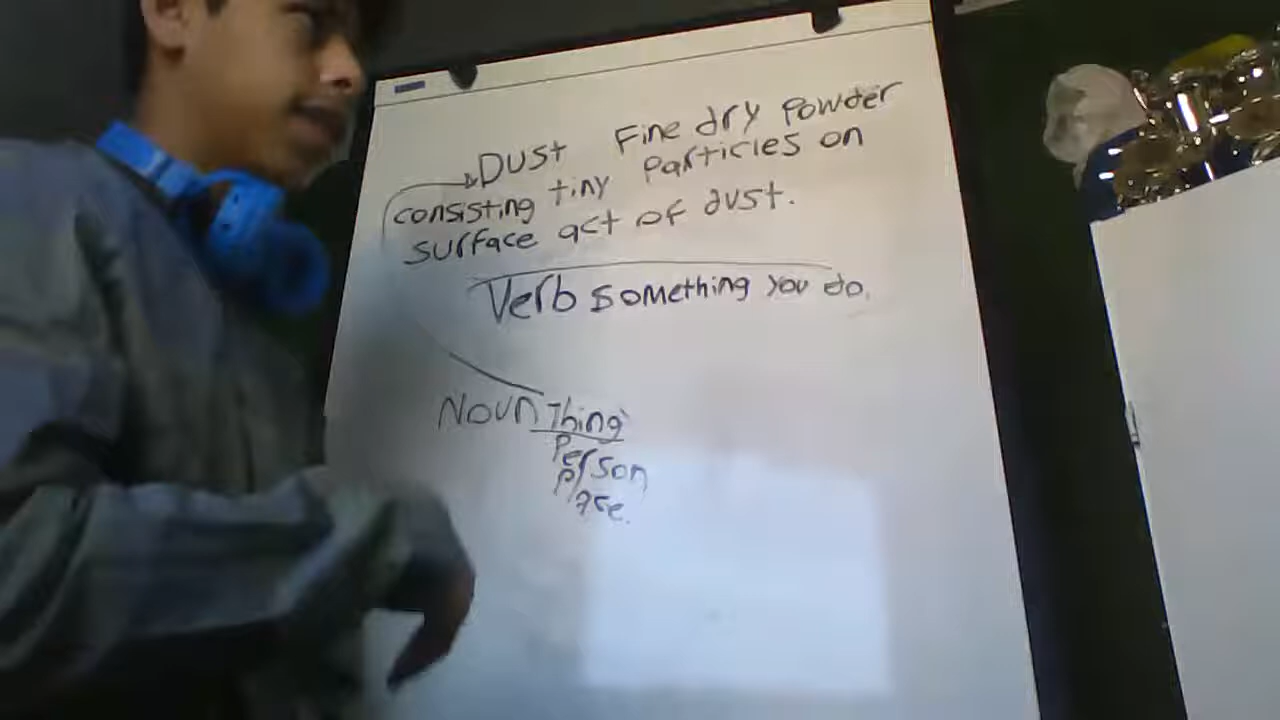 Dust Fine dry Powder
consisting tiny Particies on
surface act of dust.
Verb something you do.
Noun Thing
Person
Place.